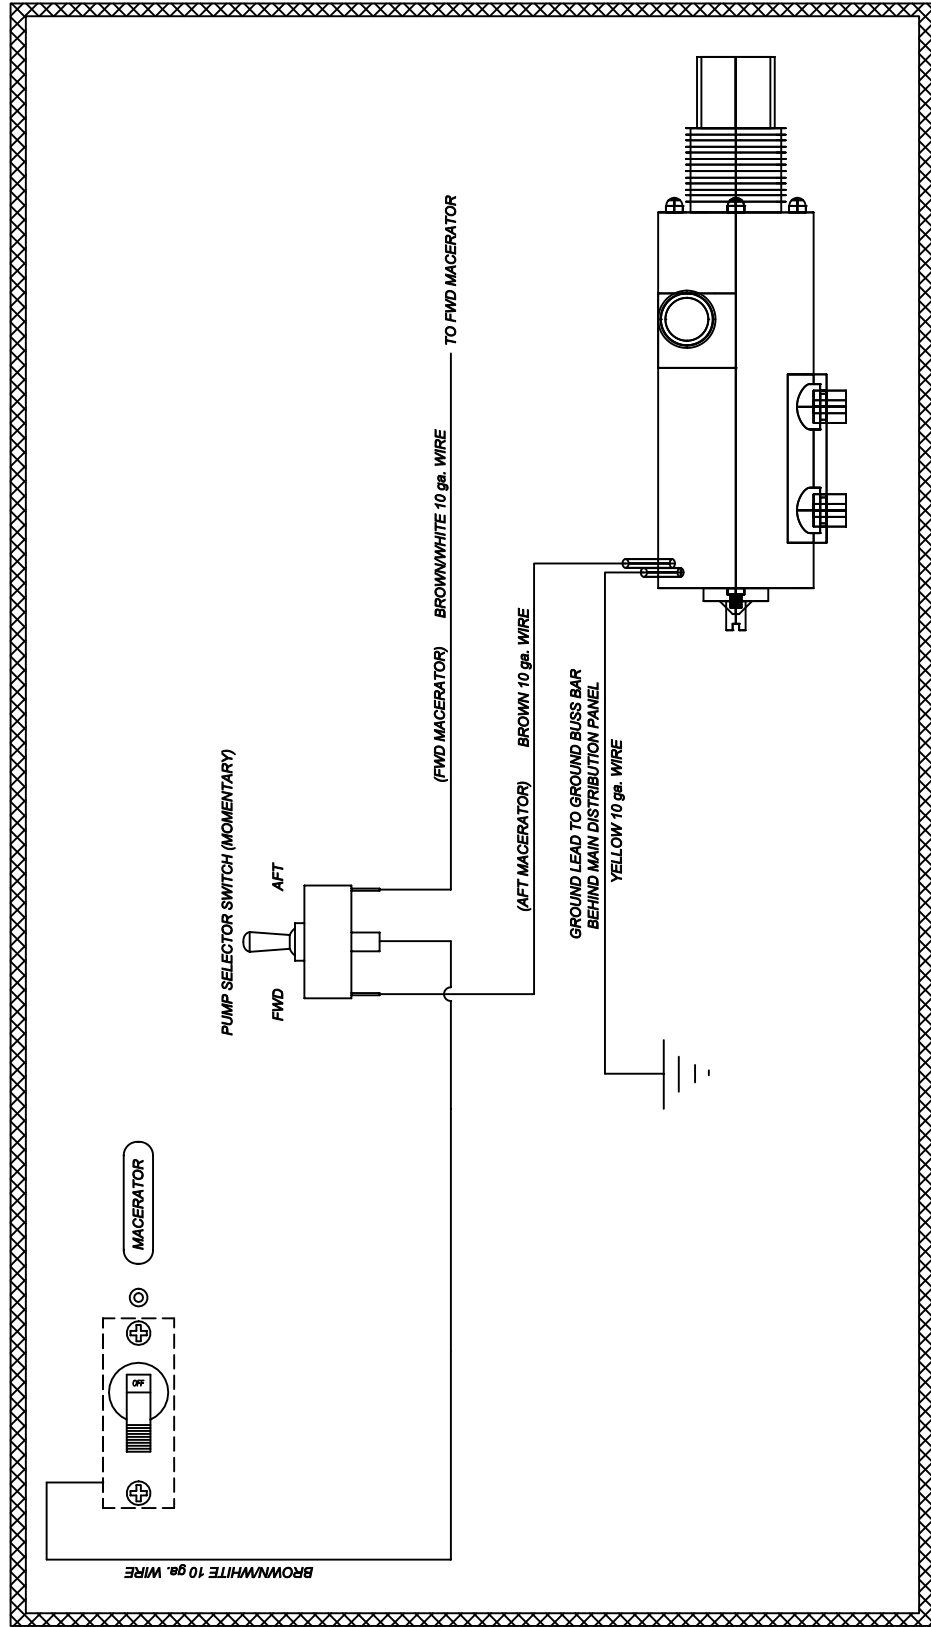 MACERATOR
OFF
BROWN/WHITE 10 ga. WIRE
PUMP SELECTOR SWITCH (MOMENTARY)
FWD
AFT
(FWD MACERATOR)
BROWN/WHITE 10 ga. WIRE
TO FWD MACERATOR
(AFT MACERATOR)
BROWN 10 ga. WIRE
GROUND LEAD TO GROUND BUSS BAR
BEHIND MAIN DISTRIBUTION PANEL
YELLOW 10 ga. WIRE